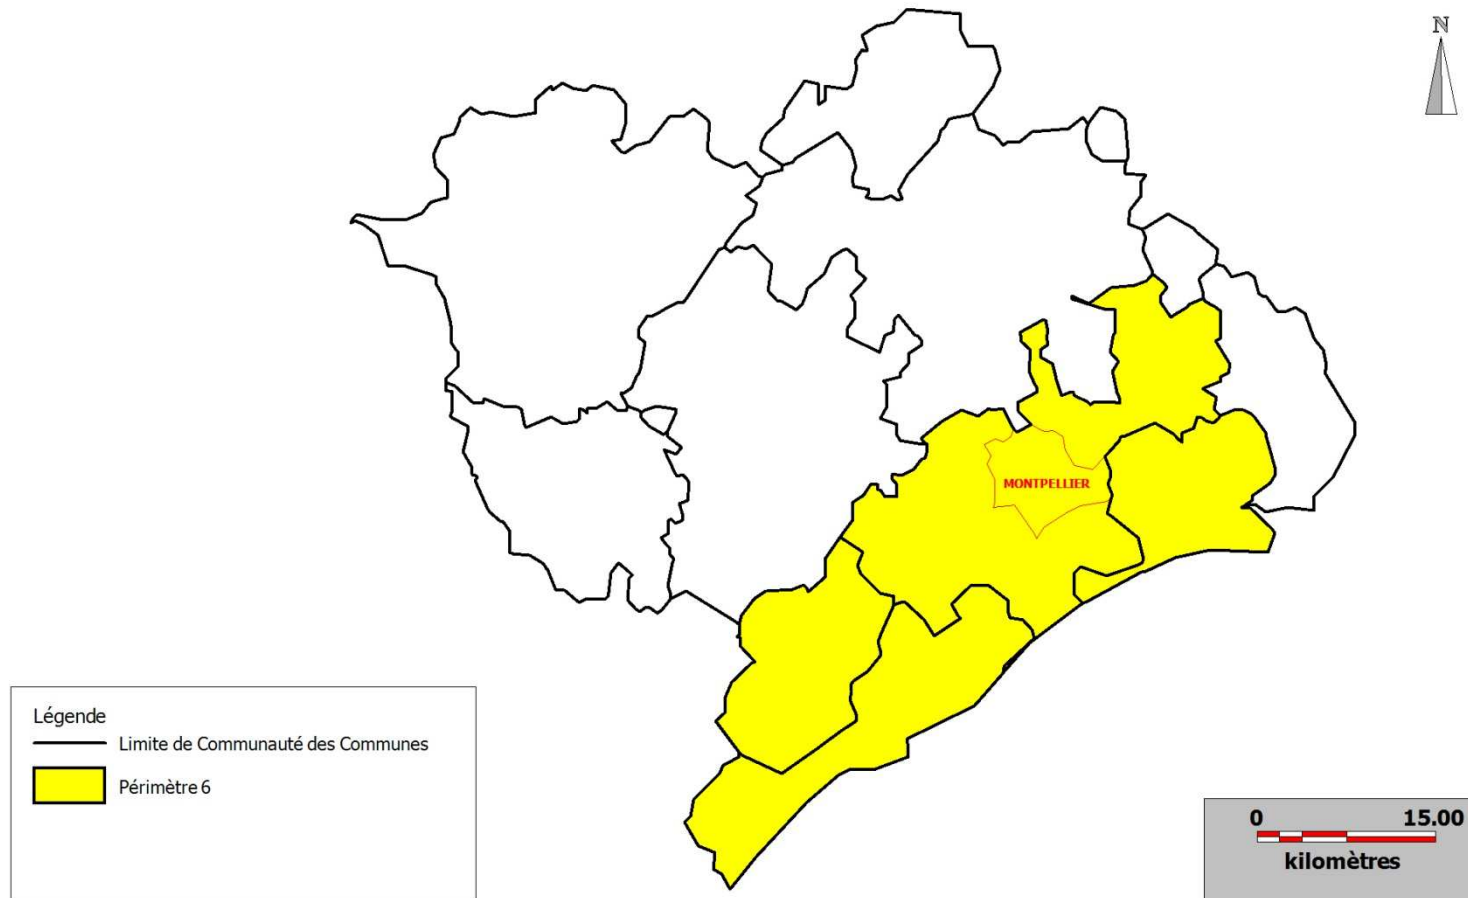 N
MONTPELLIER
Légende
Limite de Communauté des Communes
Périmètre 6
0 15.00
kilomètres